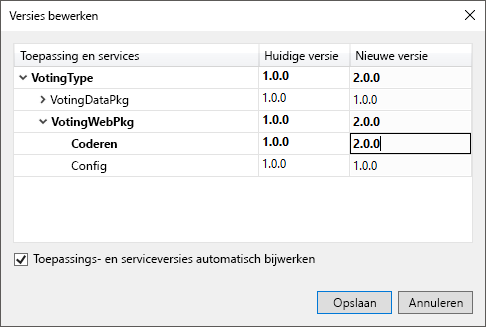 Versies bewerken
Toepassing en services Huidige versie Nieuwe versie
VotingType 1.0.0 2.0.0
VotingDataPkg 1.0.0 1.0.0
VotingWebPkg 1.0.0 2.0.0
Coderen 1.0.0 2.0.0
Config 1.0.0 1.0.0
Toepassings- en serviceversies automatisch bijwerken
Opslaan Annuleren